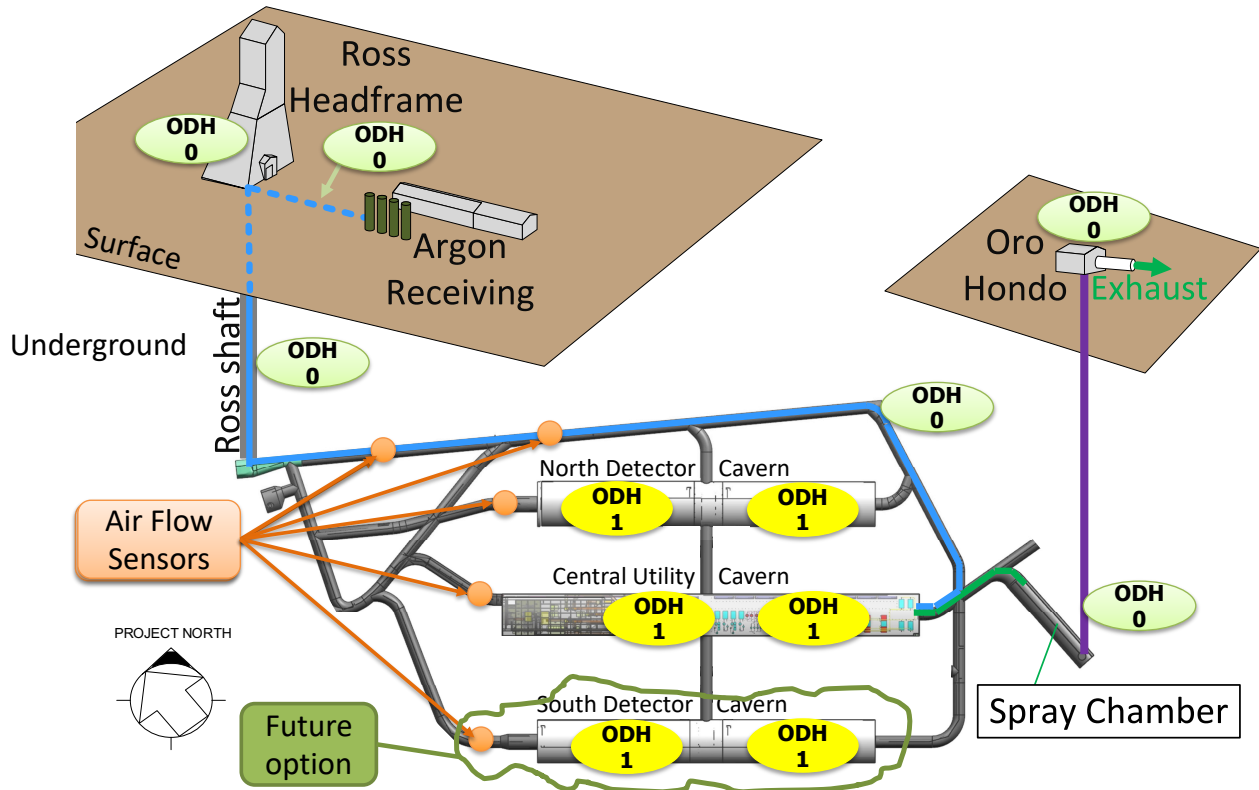 Ross
Headframe
ODH
0
ODH
0
Surface
Argon
Receiving
ODH
0
Oro
Hondo
Exhaust
Underground
Ross shaft
ODH
0
ODH
0
North Detector Cavern
ODH
1
ODH
1
Air Flow
Sensors
Central Utility Cavern
ODH
1
ODH
1
ODH
0
PROJECT NORTH
South Detector Cavern
ODH
1
ODH
1
Future
option
Spray Chamber